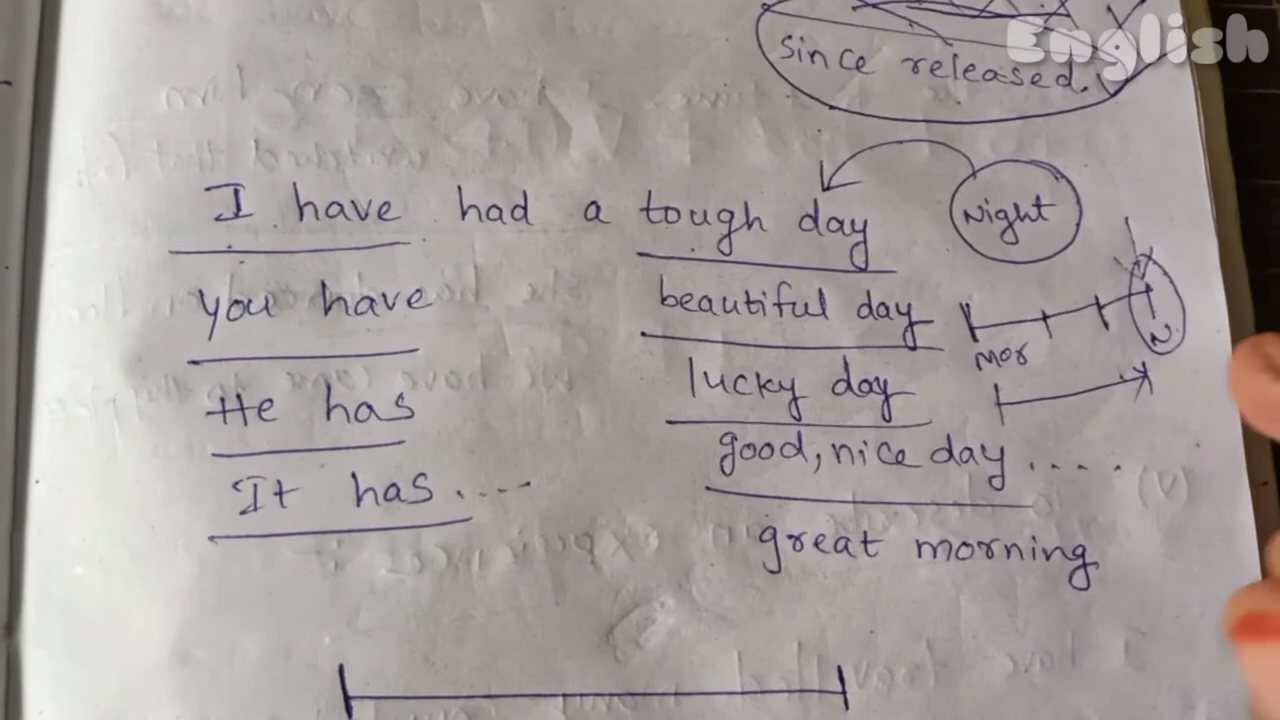 English
since released.
I have had a tough day
Night
you have beautiful day
mor
N.
He has lucky day
It has.... good, nice day ....
great morning